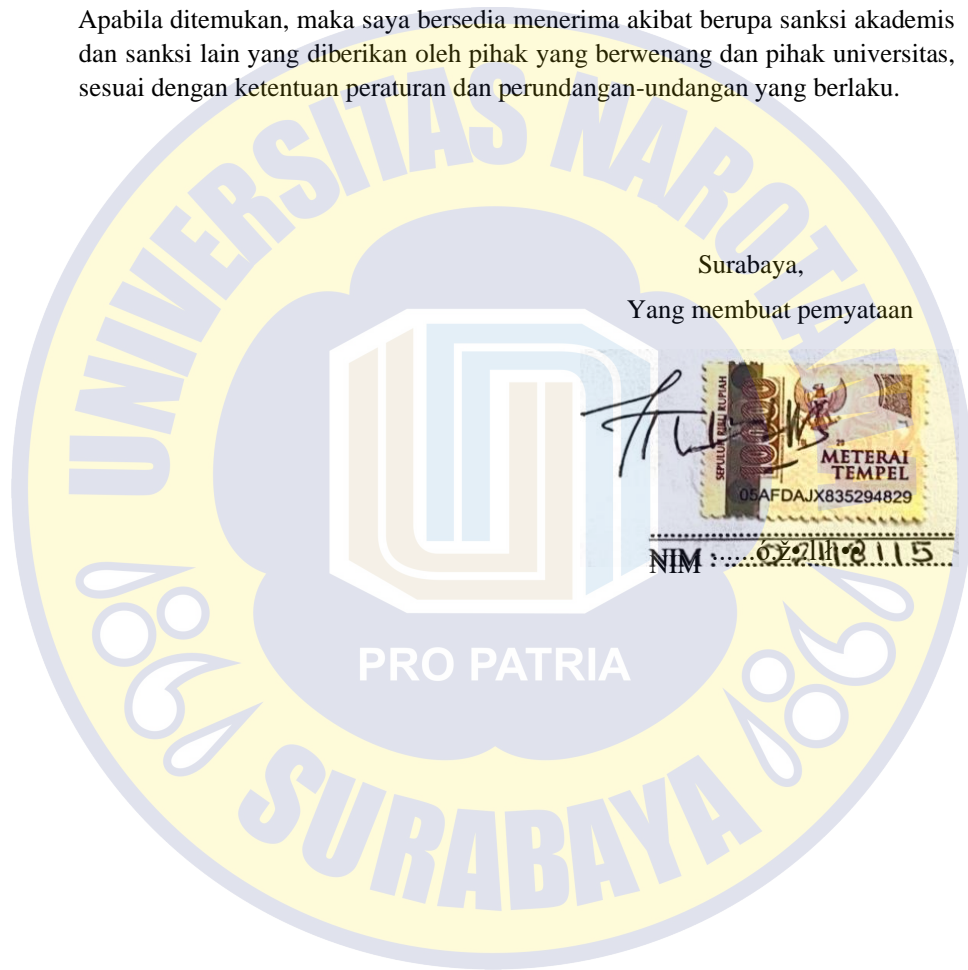 Apabila ditemukan, maka saya bersedia menerima akibat berupa sanksi akademis
dan sanksi lain yang diberikan oleh pihak yang berwenang dan pihak universitas,
sesuai dengan ketentuan peraturan dan perundangan-undangan yang berlaku.
UNIVERSITAS NAROTAMA
Surabaya,
Yang membuat pemyataan
SEPULUH RIBU RUPIAH
10000
METERAI
TEMPEL
05AFDAJX835294829
NIM :
PRO PATRIA
SURABAYA